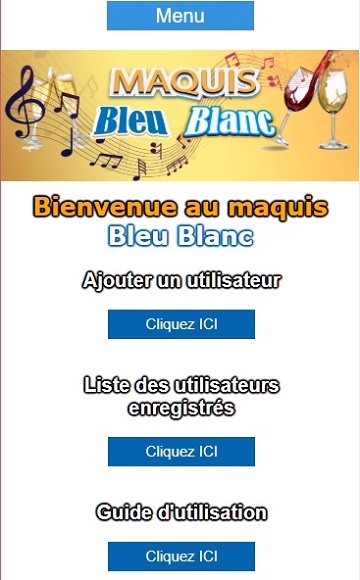 Menu
MAQUIS
Bleu Blanc
Bienvenue au maquis
Bleu Blanc
Ajouter un utilisateur
Cliquez ICI
Liste des utilisateurs
enregistrés
Cliquez ICI
Guide d'utilisation
Cliquez ICI